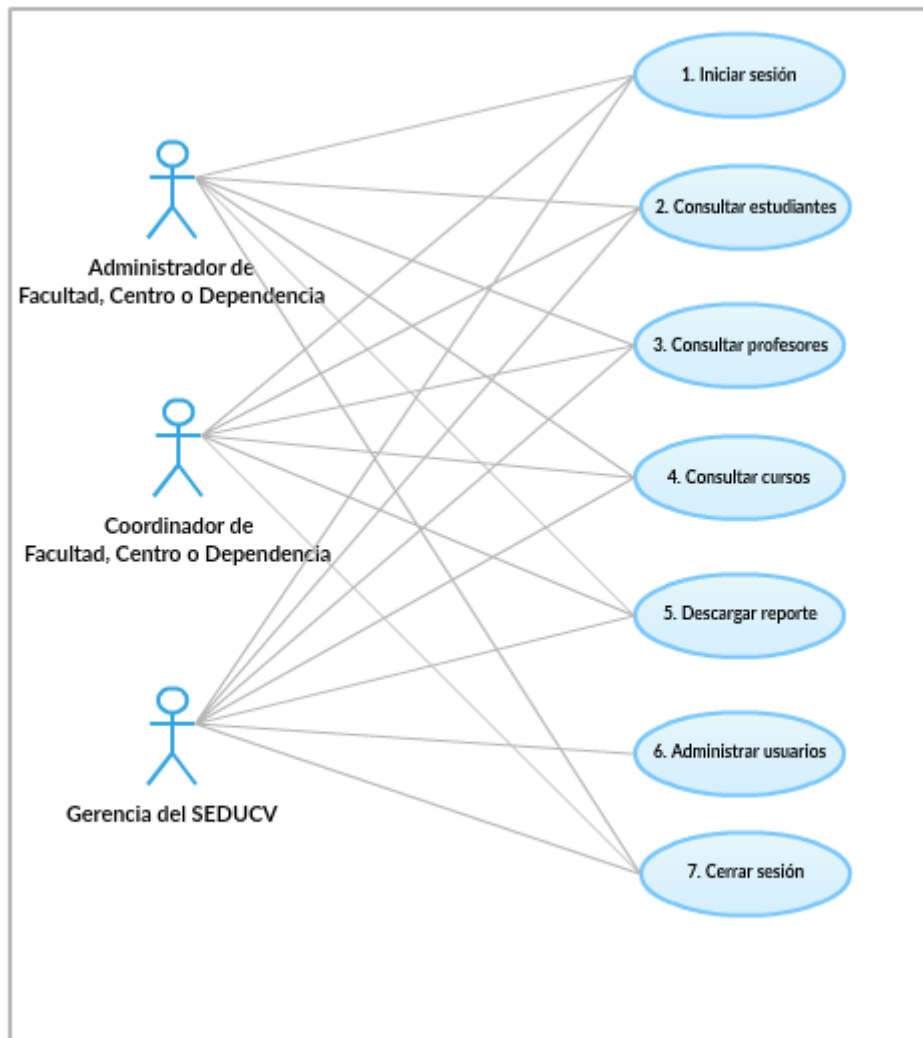 1. Iniciar sesión
2. Consultar estudiantes
Administrador de
Facultad, Centro o Dependencia
3. Consultar profesores
4. Consultar cursos
Coordinador de
Facultad, Centro o Dependencia
5. Descargar reporte
6. Administrar usuarios
Gerencia del SEDUCV
7. Cerrar sesión